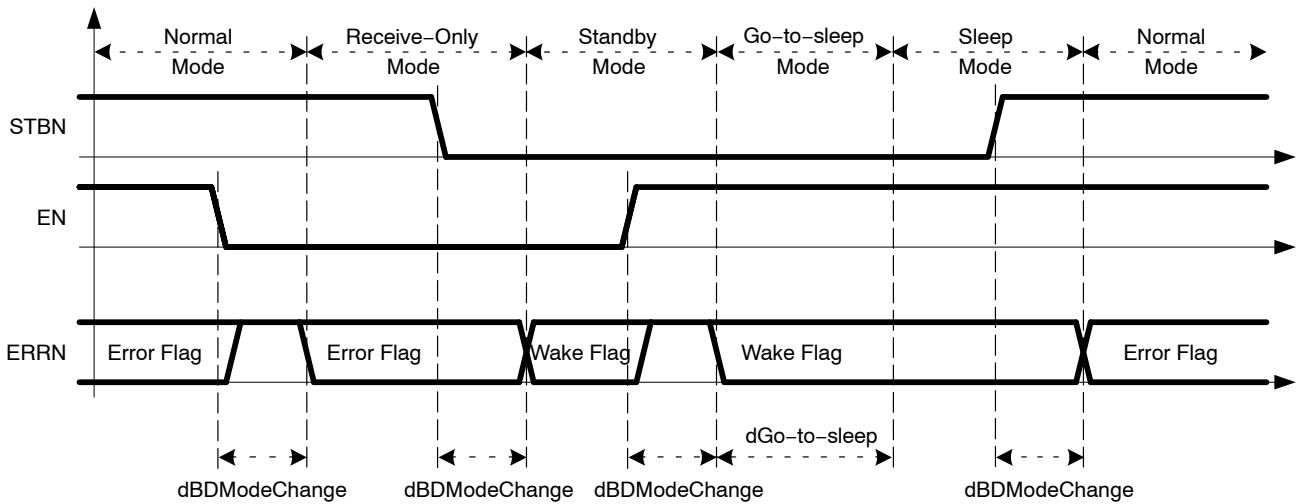 Normal
Mode
Receive−Only
Mode
Standby
Mode
Go−to−sleep
Mode
Sleep
Mode
Normal
Mode
STBN
EN
ERRN
Error Flag
Error Flag
Wake Flag
Wake Flag
Error Flag
dGo−to−sleep
dBDModeChange
dBDModeChange
dBDModeChange
dBDModeChange